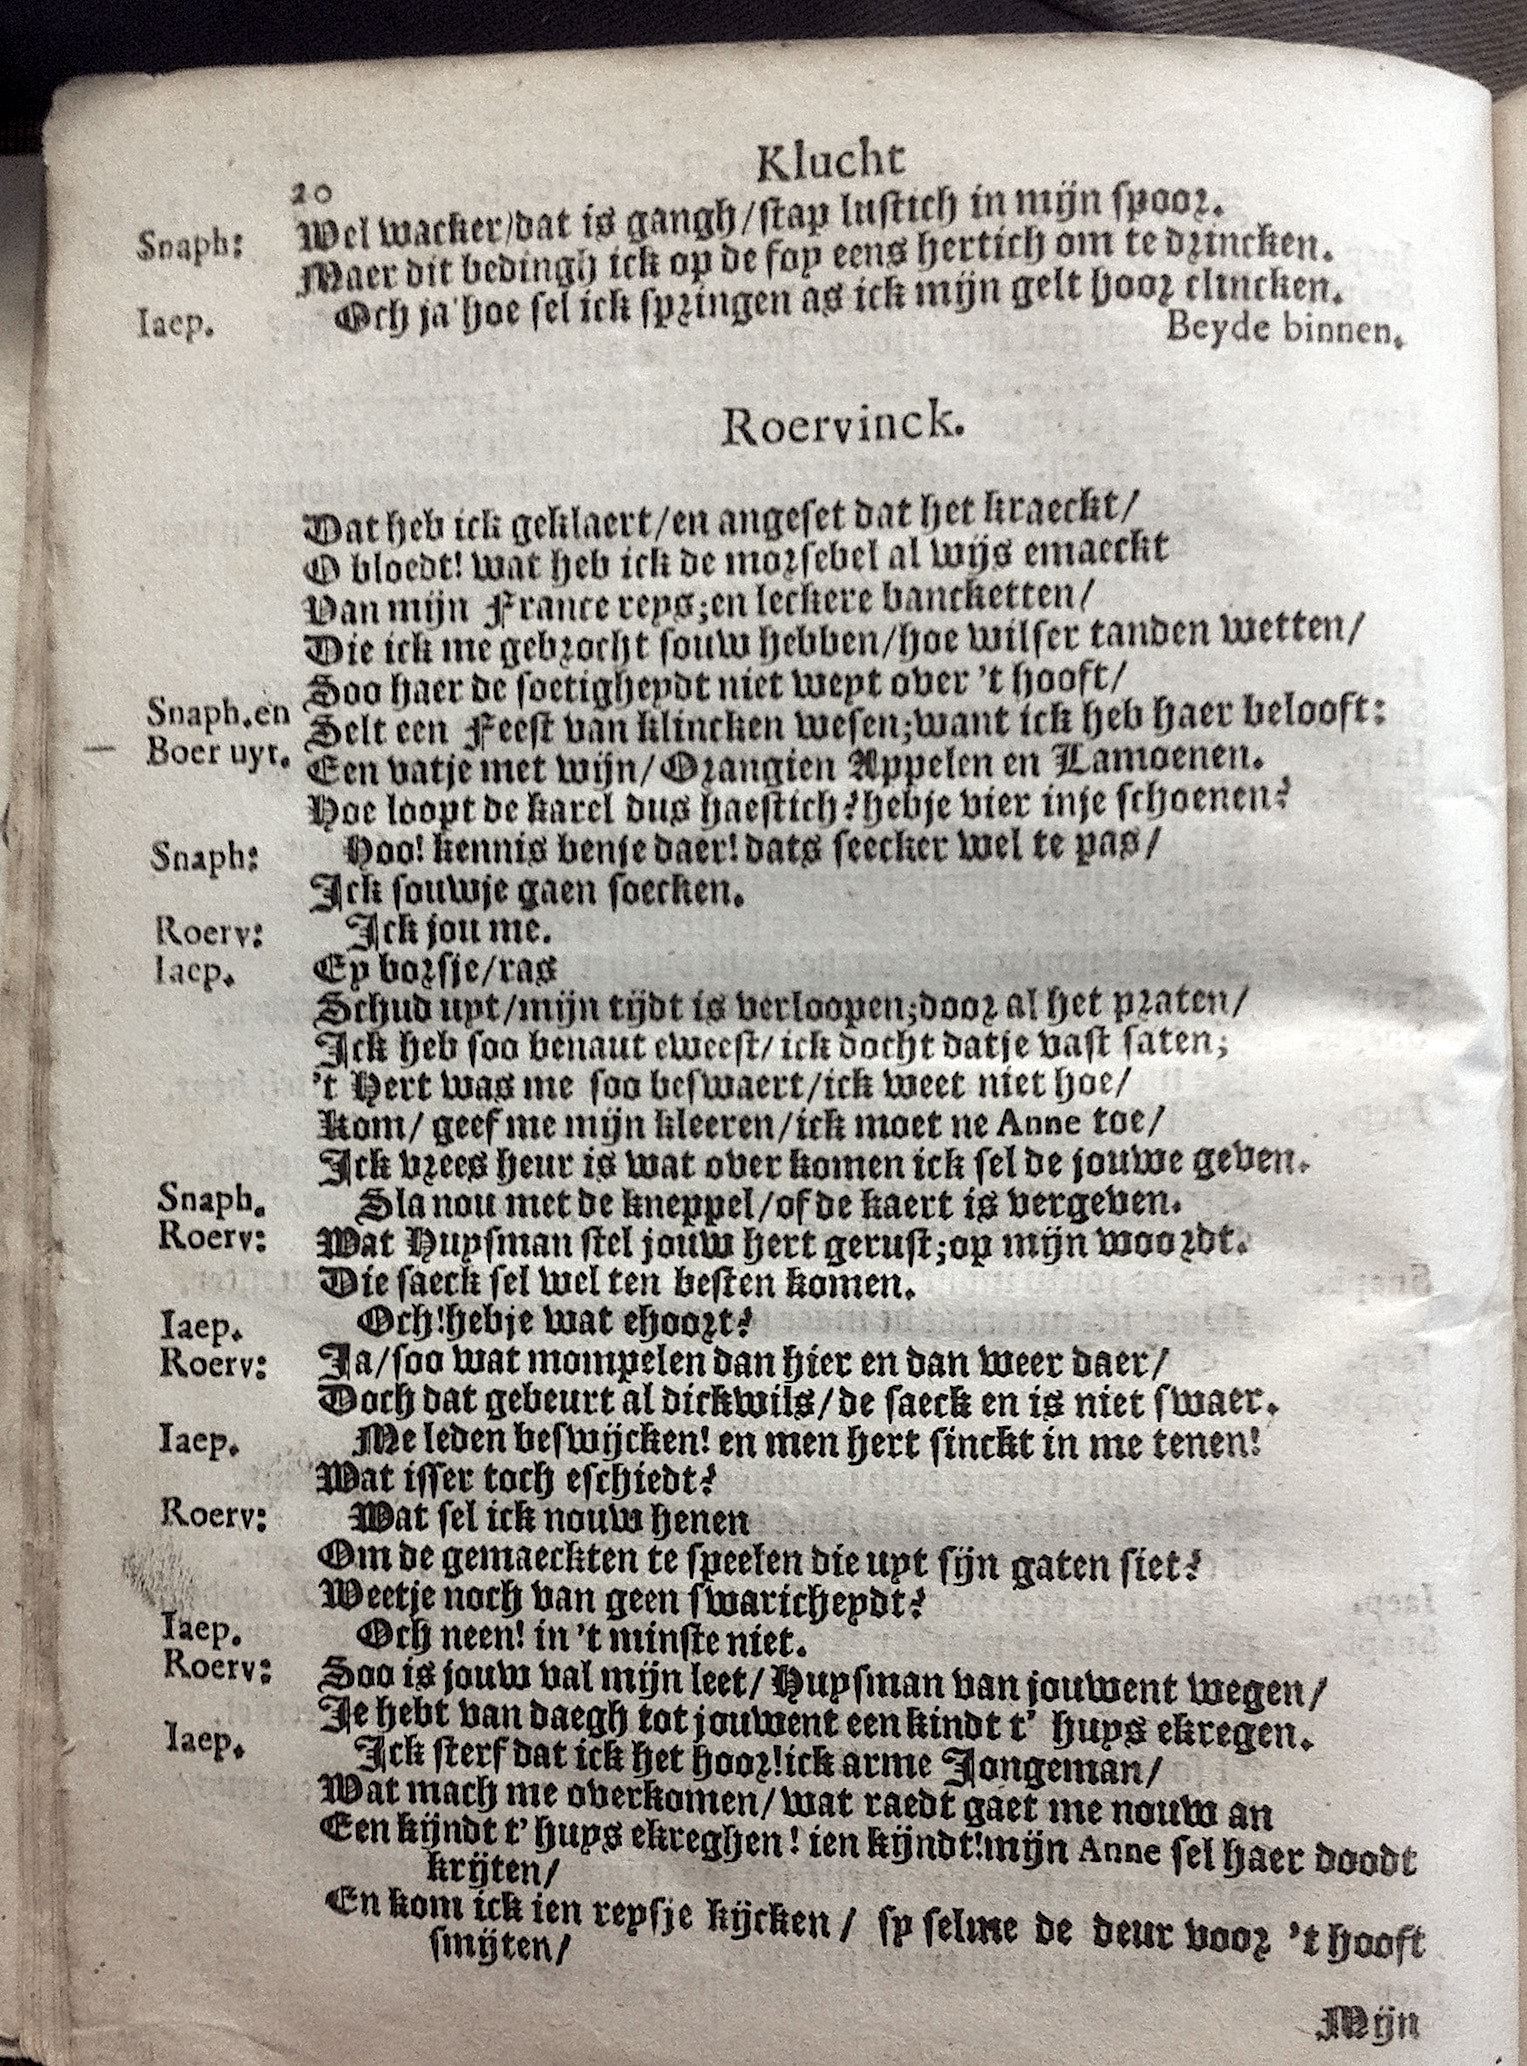 Klucht
20
Snaph: Wel wacker/dat is gangh/stap lustich in mijn spoor.
Maer dit bedingh ick op de foy eens hertich om te drincken.
Iaep. Och ja hoe sel ick springen as ick mijn gelt hoor clincken.
Beyde binnen.
Roervinck.
Dat heb ick geklaert/en angeset dat het kraeckt/
O bloedt! wat heb ick de morsebel al wijs emaeckt
Van mijn France reys;en leckere bancketten/
Die ick me gebrocht souw hebben/hoe wilser tanden wetten/
Soo haer de soetigheydt niet weyt over 't hooft/
Snaph.en Selt een Feest van klincken wesen;want ick heb haer belooft:
Boer uyt. Een vatje met wijn/Orangien Appelen en Lamoenen.
Hoe loopt de karel dus haestich? hebje vier inje schoenen?
Snaph: Hoo! kennis benje daer! dats seecker wel te pas/
Ick souwje gaen soecken.
Roerv: Ick jou me.
Iaep. Ey borsje/ras
Schud uyt/mijn tijdt is verloopen;door al het praten/
Ick heb soo benaut eweest/ick docht datje vast saten;
't Hert was me soo beswaert/ick weet niet hoe/
Kom/ geef me mijn kleeren/ick moet ne Anne toe/
Ick vrees heur is wat over komen ick sel de jouwe geven.
Snaph. Sla nou met de kneppel/of de kaert is vergeven.
Roerv: Wat Huysman stel jouw hert gerust;op mijn woordt.
Die saeck sel wel ten besten komen.
Iaep. Och!hebje wat ehoort?
Roerv: Ja/soo wat mompelen dan hier en dan weer daer/
Doch dat gebeurt al dickwils/de saeck en is niet swaer.
Iaep. Me leden beswijcken! en men hert sinckt in me tenen!
Wat isser toch eschiedt?
Roerv: Wat sel ick nouw henen
Om de gemaeckten te speelen die uyt sijn gaten siet?
Weetje noch van geen swaricheydt?
Iaep. Och neen! in 't minste niet.
Roerv: Soo is jouw val mijn leet/Huysman van jouwent wegen/
Je hebt van daegh tot jouwent een kindt t' huys ekregen.
Iaep. Ick sterf dat ick het hoor!ick arme Jongeman/
Wat mach me overkomen/wat raedt gaet me nouw an
Een kijndt t' huys ekreghen! ien kijndt!mijn Anne sel haer doodt
krijten/
En kom ick ien reysje kijcken/ sy selme de deur voor 't hooft
smijten/
Mijn